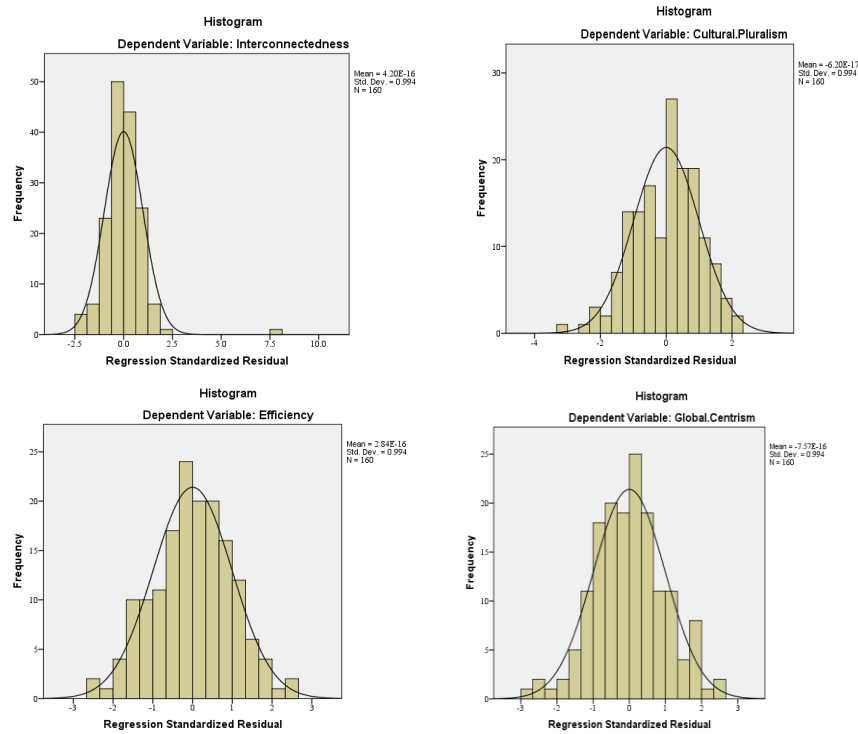 Histogram
Dependent Variable: Interconnectedness
Mean = 4.20E-16
Std. Dev. = 0.994
N = 160
50
40
30
20
10
0
Frequency
-2.5 0.0 2.5 5.0 7.5 10.0
Regression Standardized Residual
Histogram
Dependent Variable: Cultural.Pluralism
Mean = -6.20E-17
Std. Dev. = 0.994
N = 160
30
20
10
0
Frequency
-4 -2 0 2
Regression Standardized Residual
Histogram
Dependent Variable: Efficiency
Mean = 2.84E-16
Std. Dev. = 0.994
N = 160
25
20
15
10
5
0
Frequency
-3 -2 -1 0 1 2 3
Regression Standardized Residual
Histogram
Dependent Variable: Global.Centrism
Mean = -7.57E-16
Std. Dev. = 0.994
N = 160
25
20
15
10
5
0
Frequency
-3 -2 -1 0 1 2 3
Regression Standardized Residual